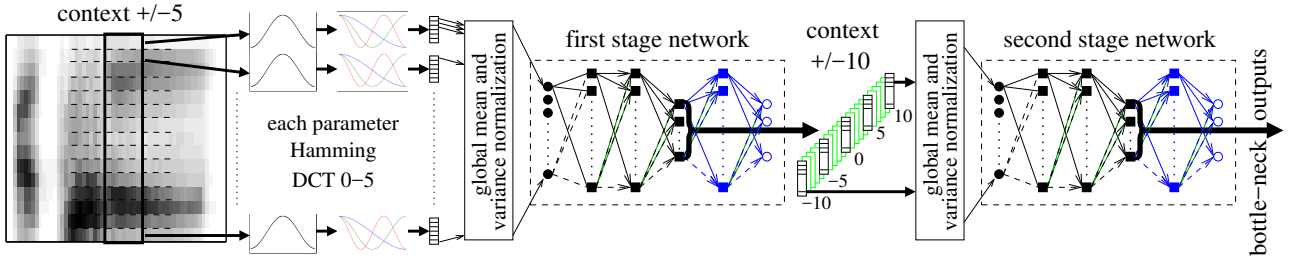 context +/−5
each parameter
Hamming
DCT 0−5
global mean and
variance normalization
first stage network
context
+/−10
10
5
0
−5
−10
global mean and
variance normalization
second stage network
bottle−neck outputs